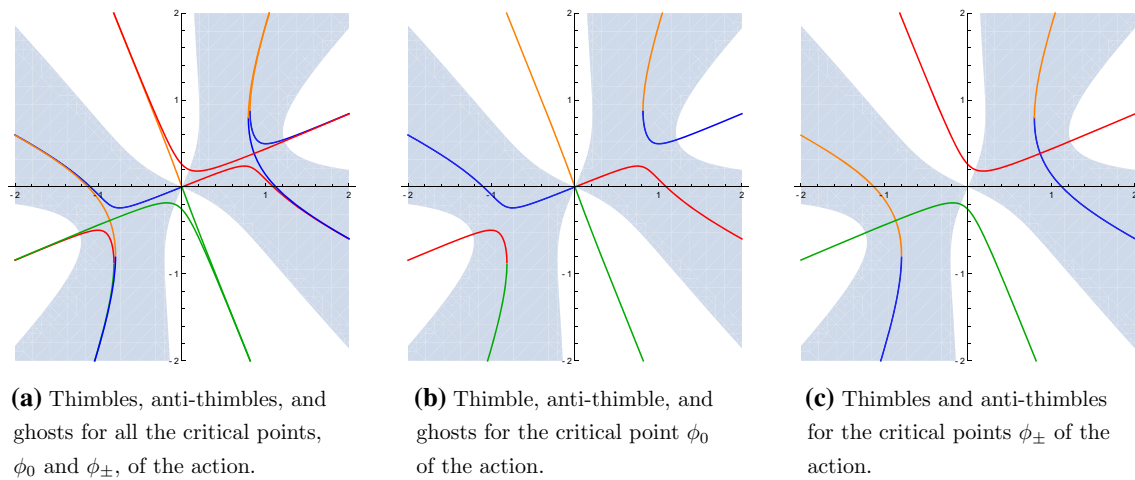 2
1
-2
-1
1
2
-1
-2
2
1
-2
-1
1
2
-1
-2
2
1
-2
-1
1
2
-1
-2
(a) Thimbles, anti-thimbles, and
ghosts for all the critical points,
ϕ0 and ϕ±, of the action.
(b) Thimble, anti-thimble, and
ghosts for the critical point ϕ0
of the action.
(c) Thimbles and anti-thimbles
for the critical points ϕ± of the
action.